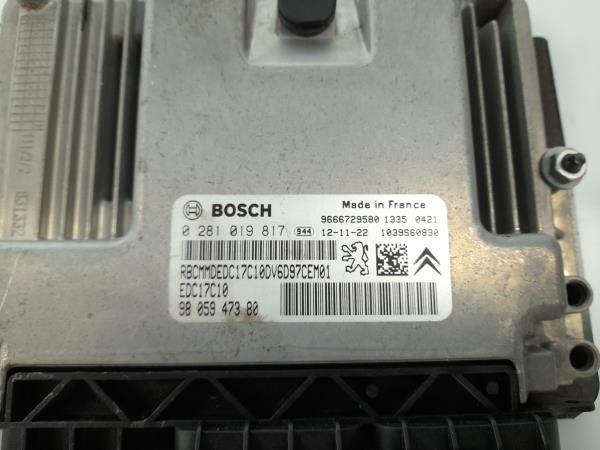 BOSCH
Made in France
9666729580 1335 0421
0 281 019 817 944 12-11-22 1039S60830
RBCMMDEDC17C10DV6D97CEM01
EDC17C10
98 059 473 80